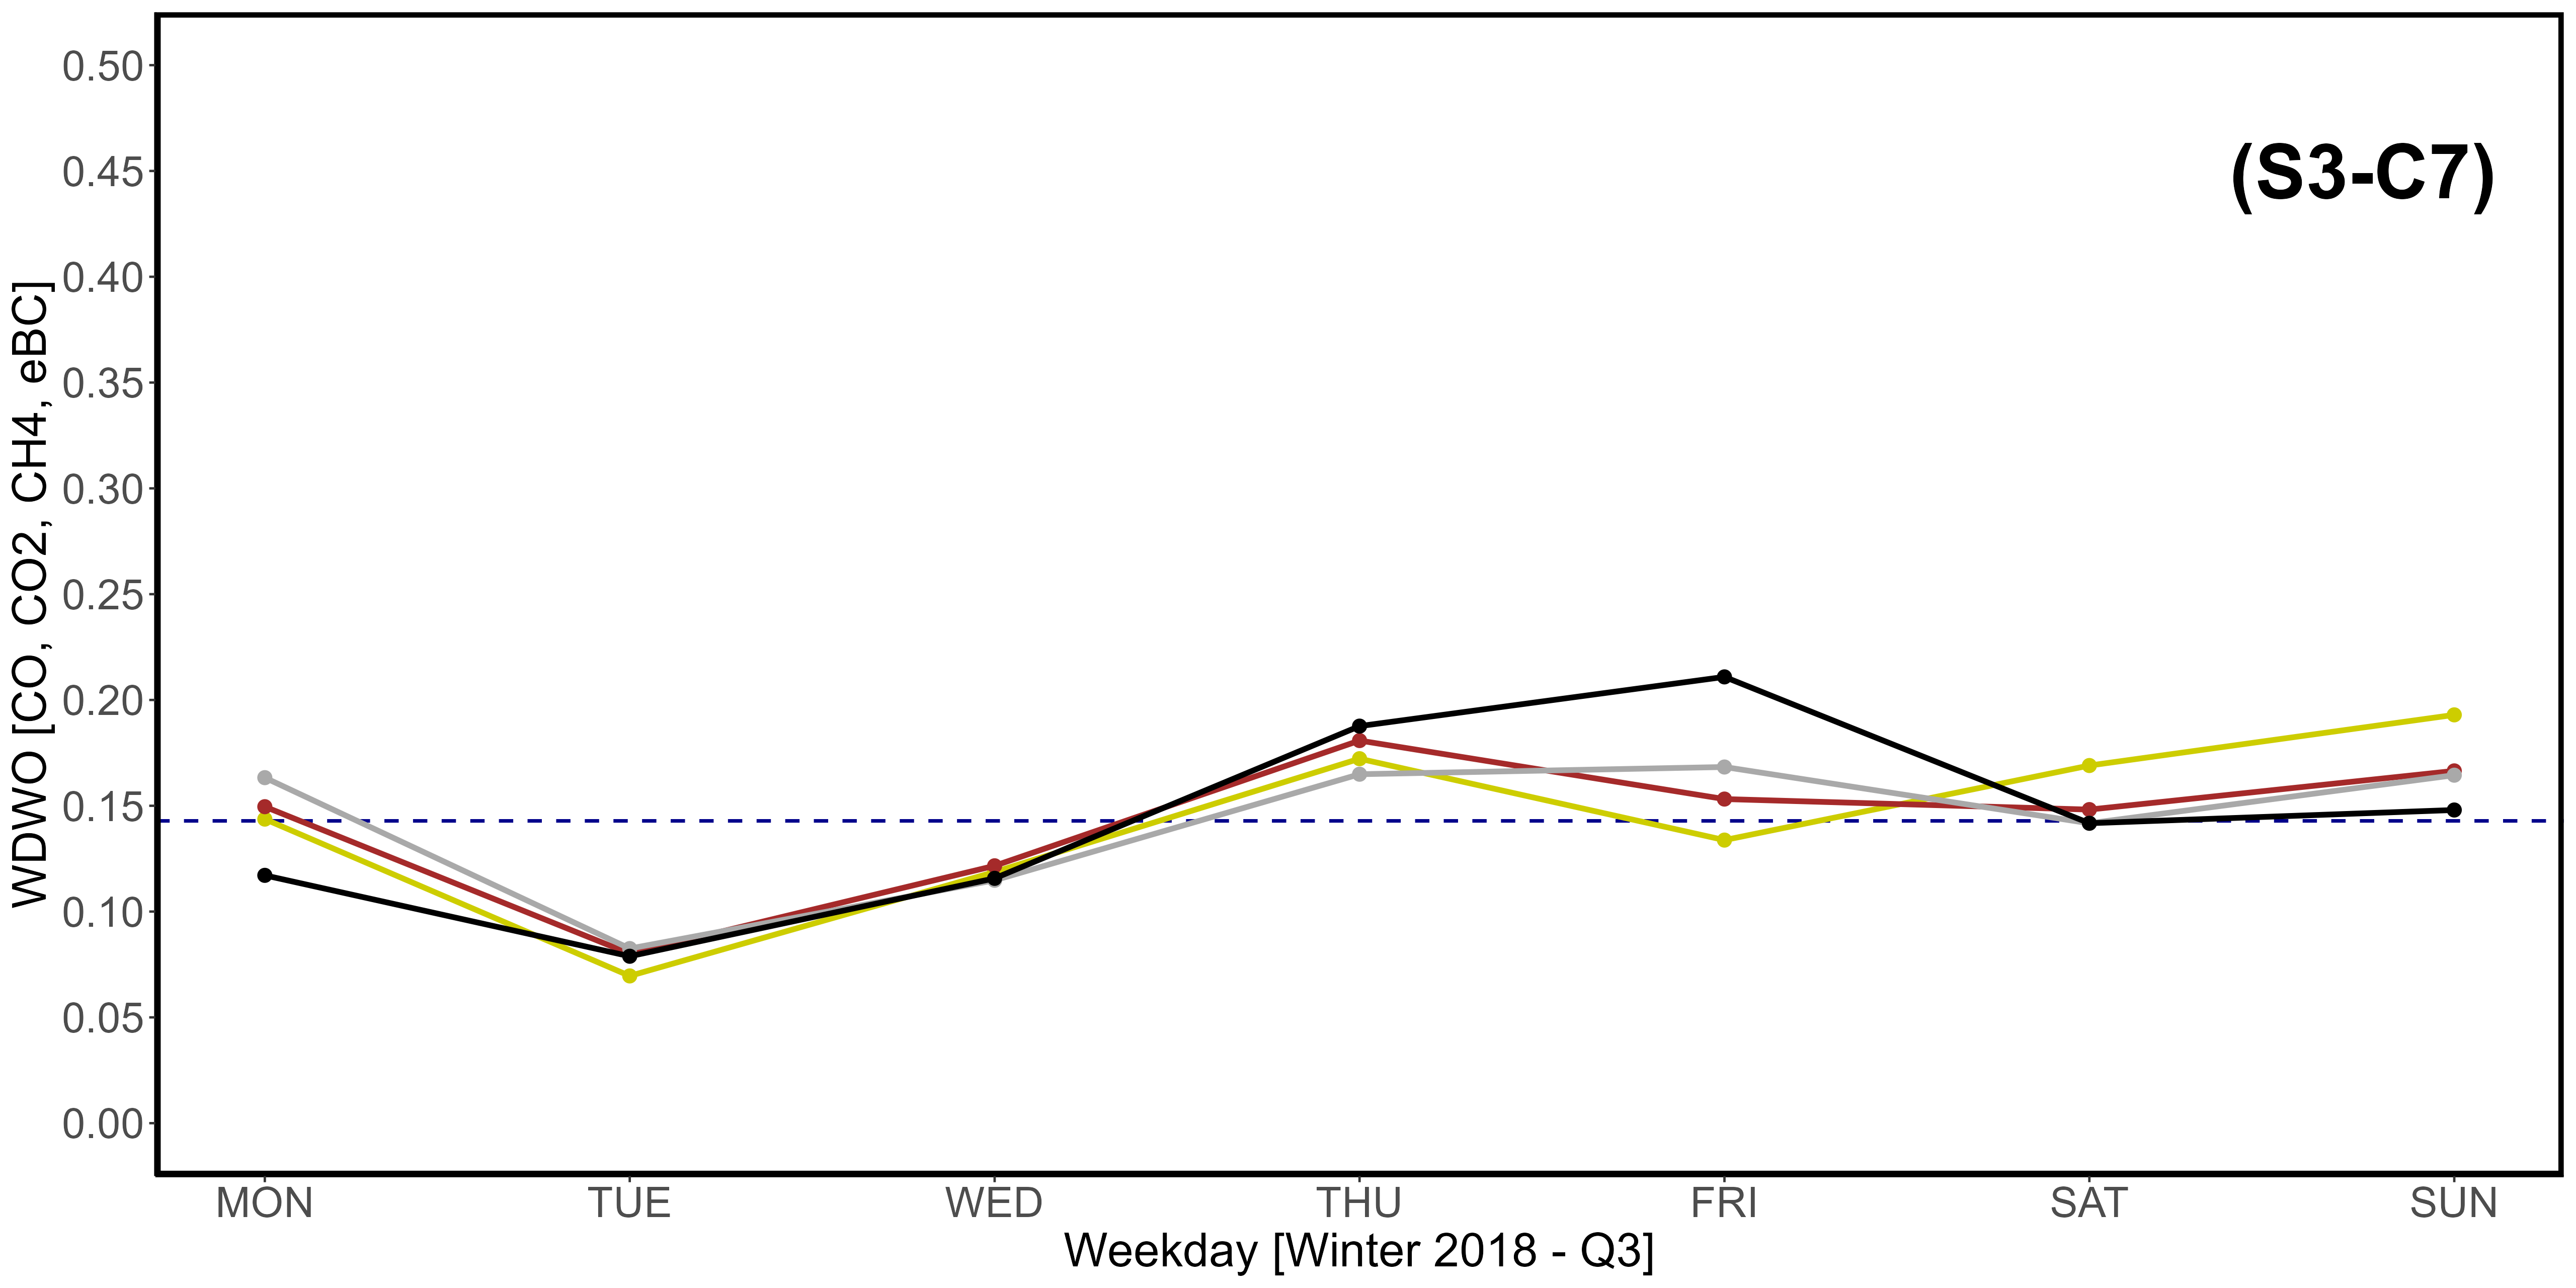 WDWO [CO, CO2, CH4, eBC]
0.50
0.45
0.40
0.35
0.30
0.25
0.20
0.15
0.10
0.05
0.00
(S3-C7)
MON TUE WED THU FRI SAT SUN
Weekday [Winter 2018 - Q3]